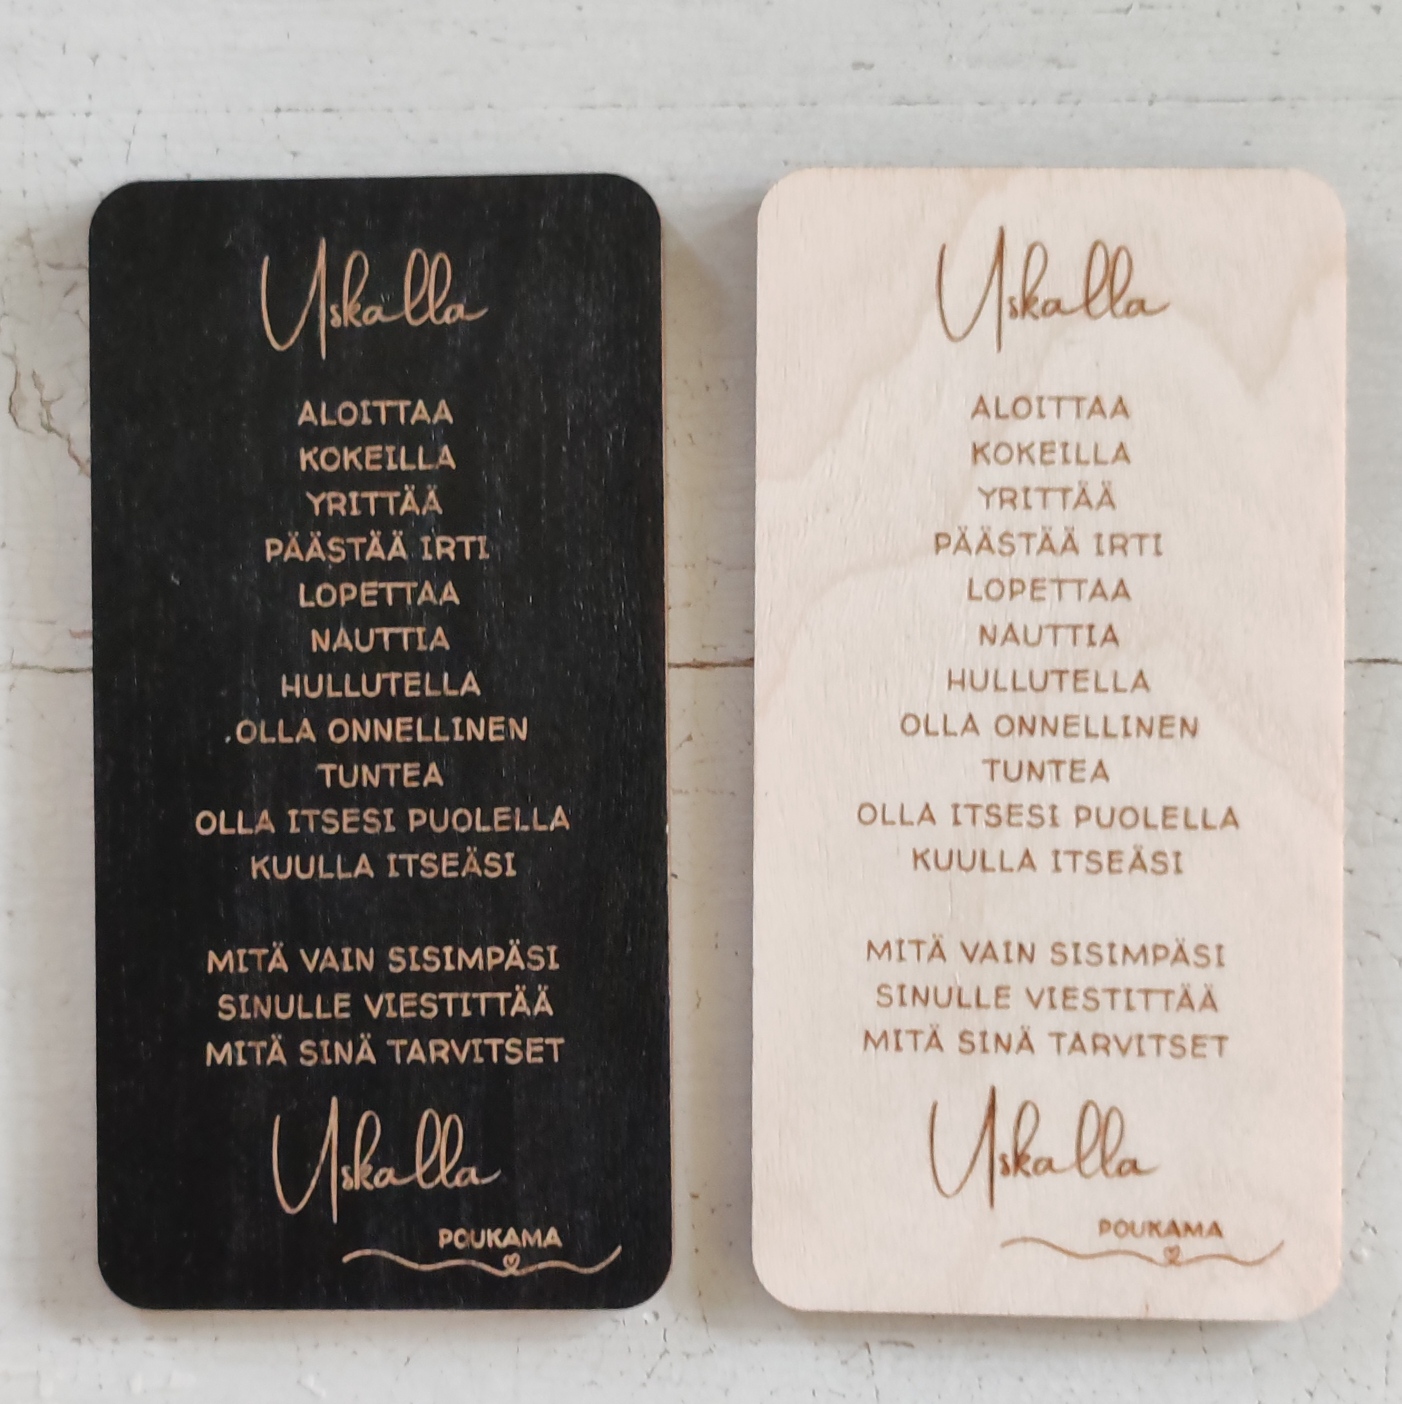 Uskalla
ALOITTAA
KOKEILLA
YRITTÄÄ
PÄÄSTÄÄ IRTI
LOPETTAA
NAUTTIA
HULLUTELLA
OLLA ONNELLINEN
TUNTEA
OLLA ITSESI PUOLELLA
KUULLA ITSEÄSI
MITÄ VAIN SISIMPÄSI
SINULLE VIESTITTÄÄ
MITÄ SINÄ TARVITSET
Uskalla
POUKAMA
Uskalla
ALOITTAA
KOKEILLA
YRITTÄÄ
PÄÄSTÄÄ IRTI
LOPETTAA
NAUTTIA
HULLUTELLA
OLLA ONNELLINEN
TUNTEA
OLLA ITSESI PUOLELLA
KUULLA ITSEÄSI
MITÄ VAIN SISIMPÄSI
SINULLE VIESTITTÄÄ
MITÄ SINÄ TARVITSET
Uskalla
POUKAMA